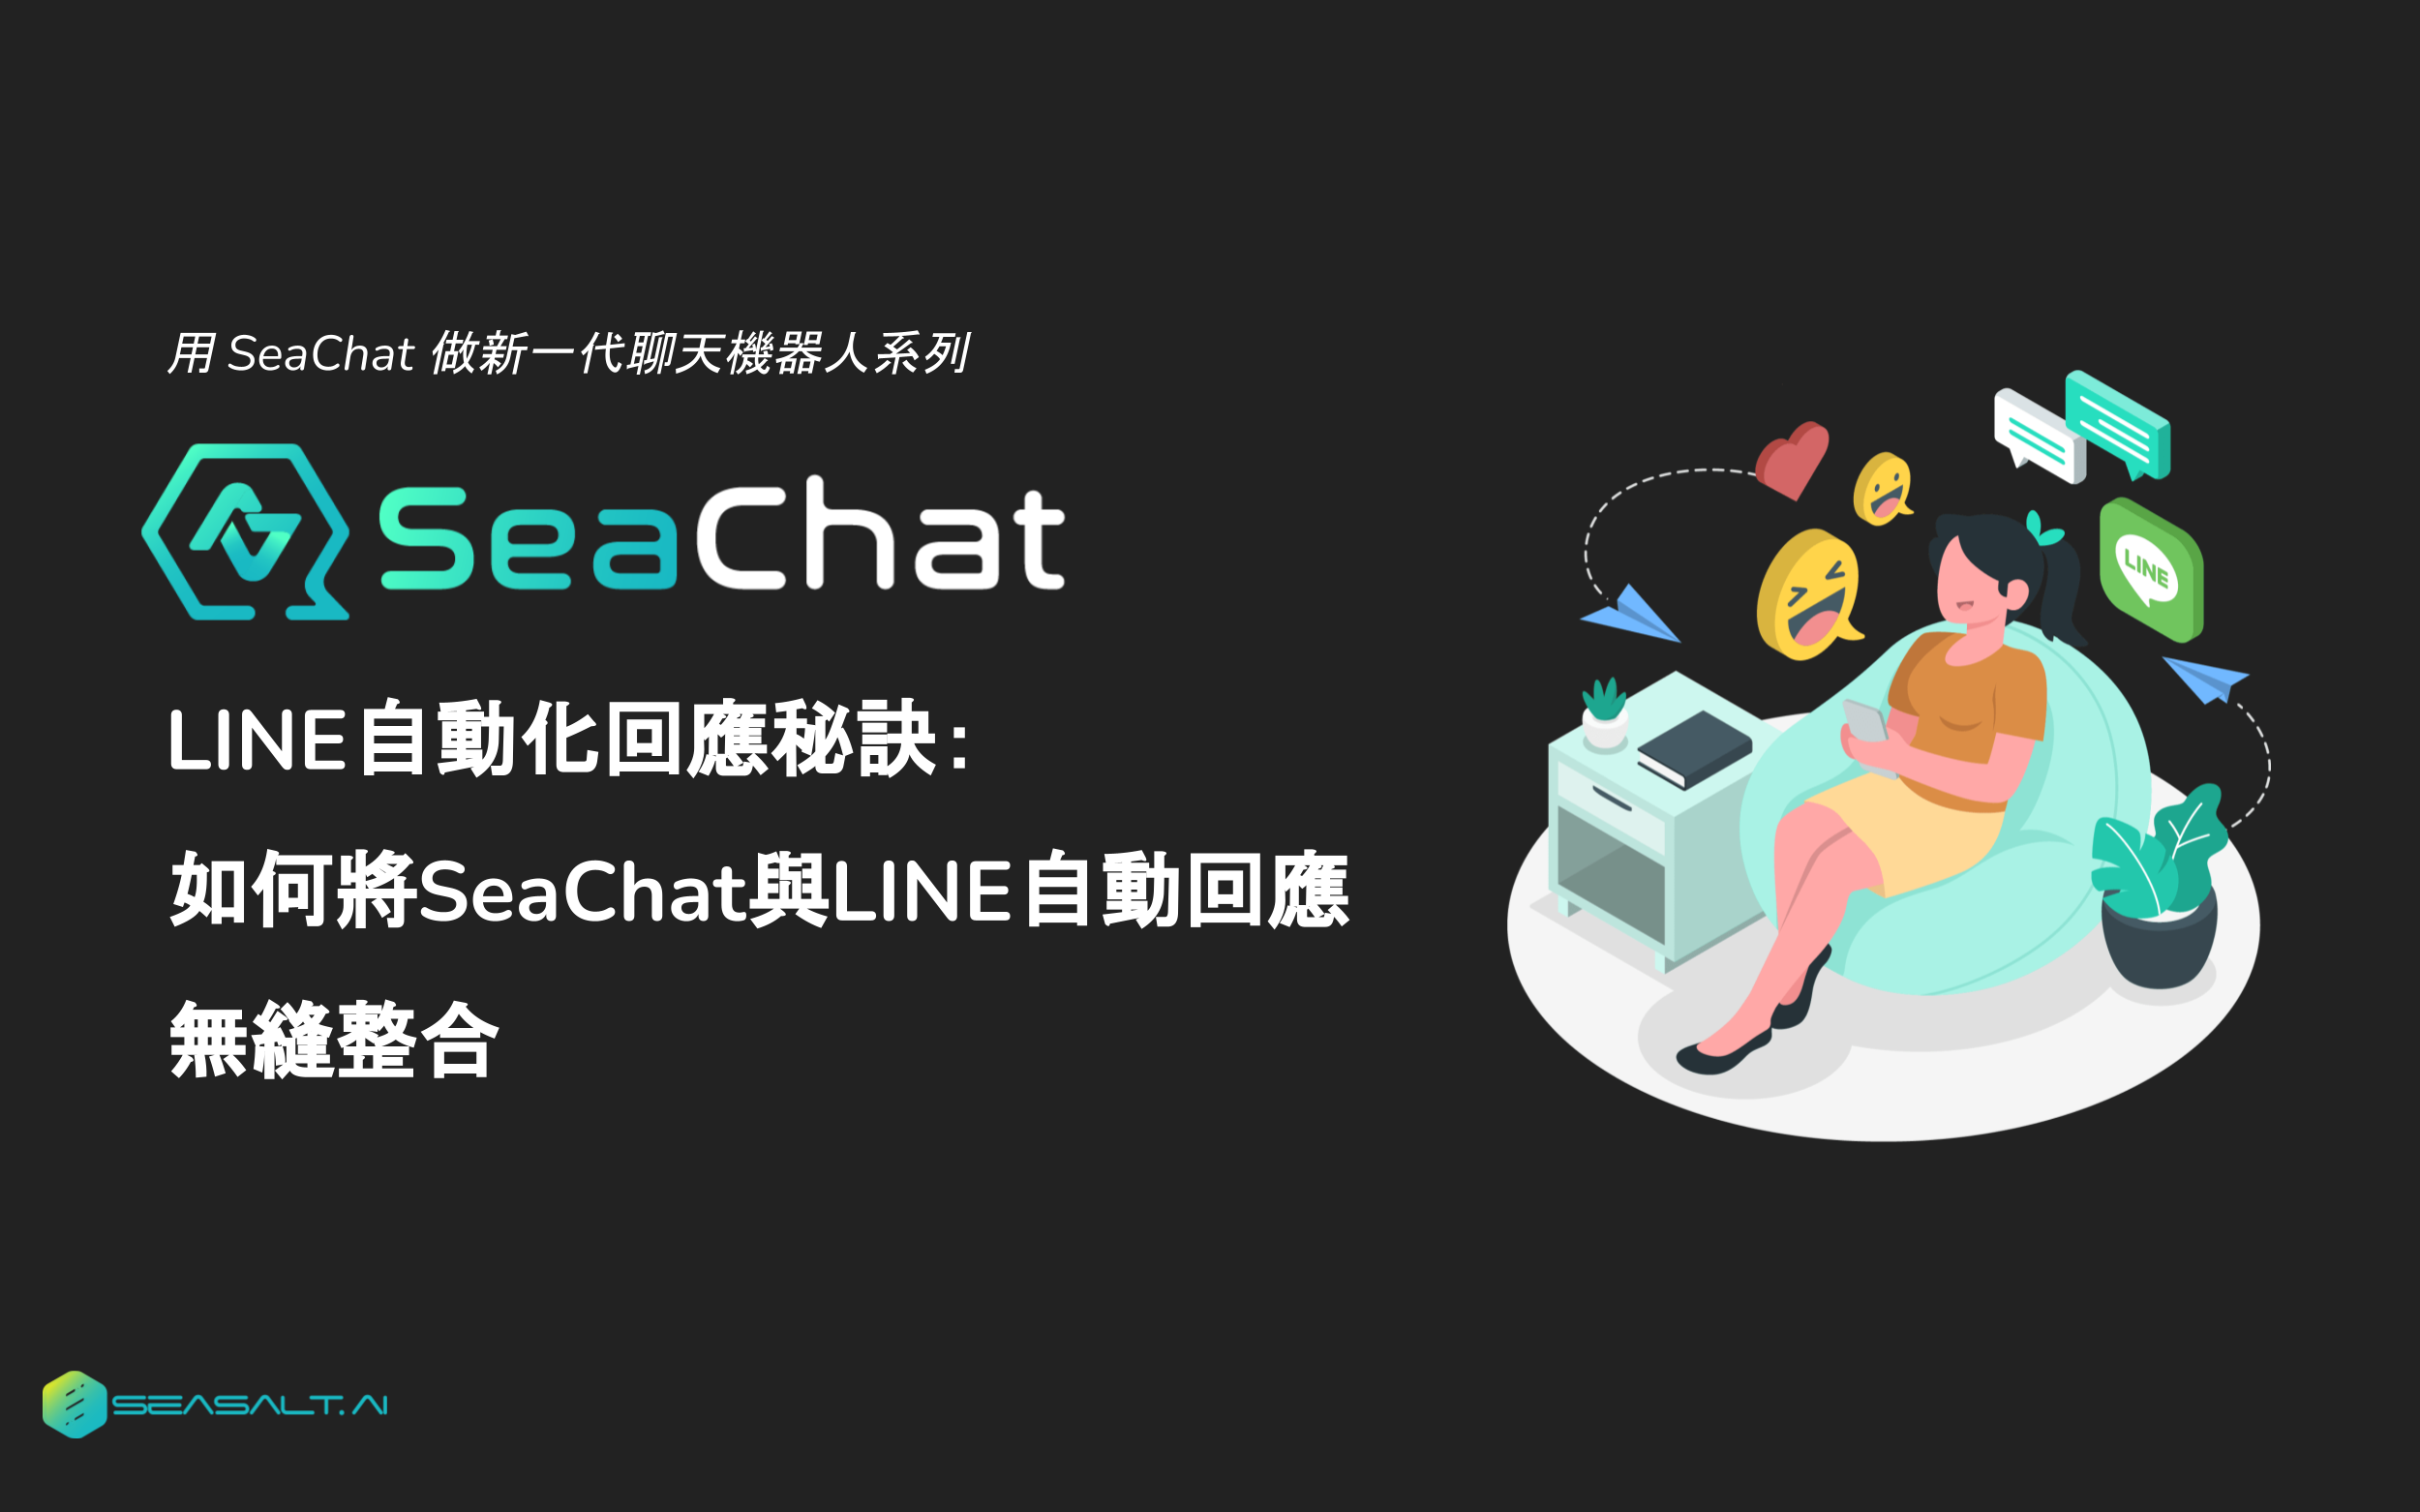 用 SeaChat 做新一代聊天機器人系列
SeaChat
LINE自動化回應秘訣：
如何將SeaChat與LINE自動回應
無縫整合
LINE
SEASALT.AI